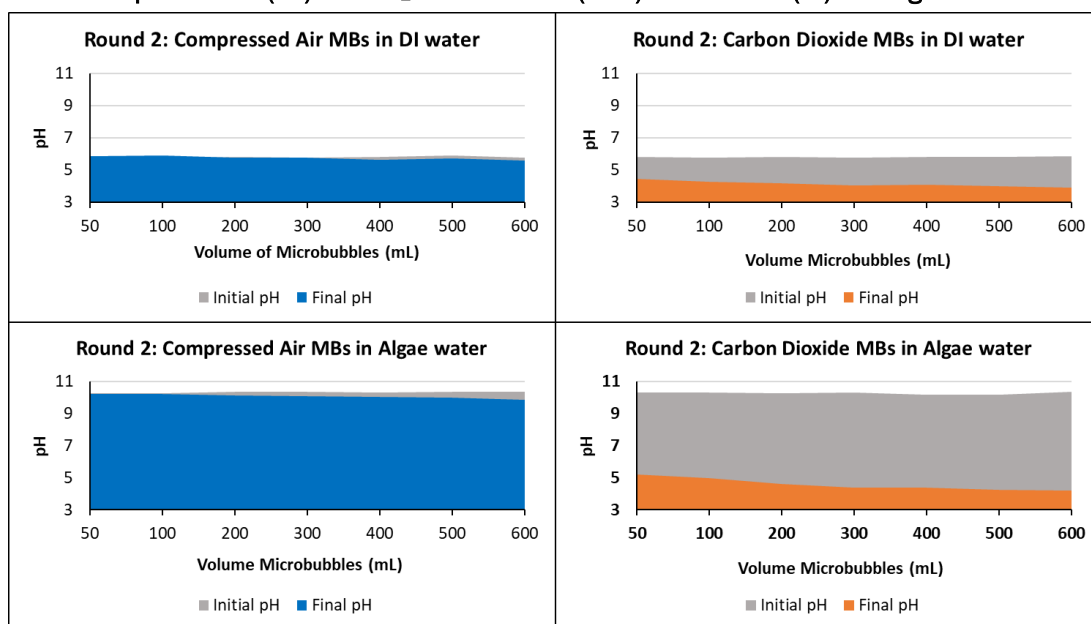 Round 2: Compressed Air MBs in DI water
11
9
7
5
3
pH
50 100 200 300 400 500 600
Volume of Microbubbles (mL)
Initial pH Final pH
Round 2: Carbon Dioxide MBs in DI water
11
9
7
5
3
pH
50 100 200 300 400 500 600
Volume Microbubbles (mL)
Initial pH Final pH
Round 2: Compressed Air MBs in Algae water
11
9
7
5
3
pH
50 100 200 300 400 500 600
Volume Microbubbles (mL)
Initial pH Final pH
Round 2: Carbon Dioxide MBs in Algae water
11
9
7
5
3
pH
50 100 200 300 400 500 600
Volume Microbubbles (mL)
Initial pH Final pH